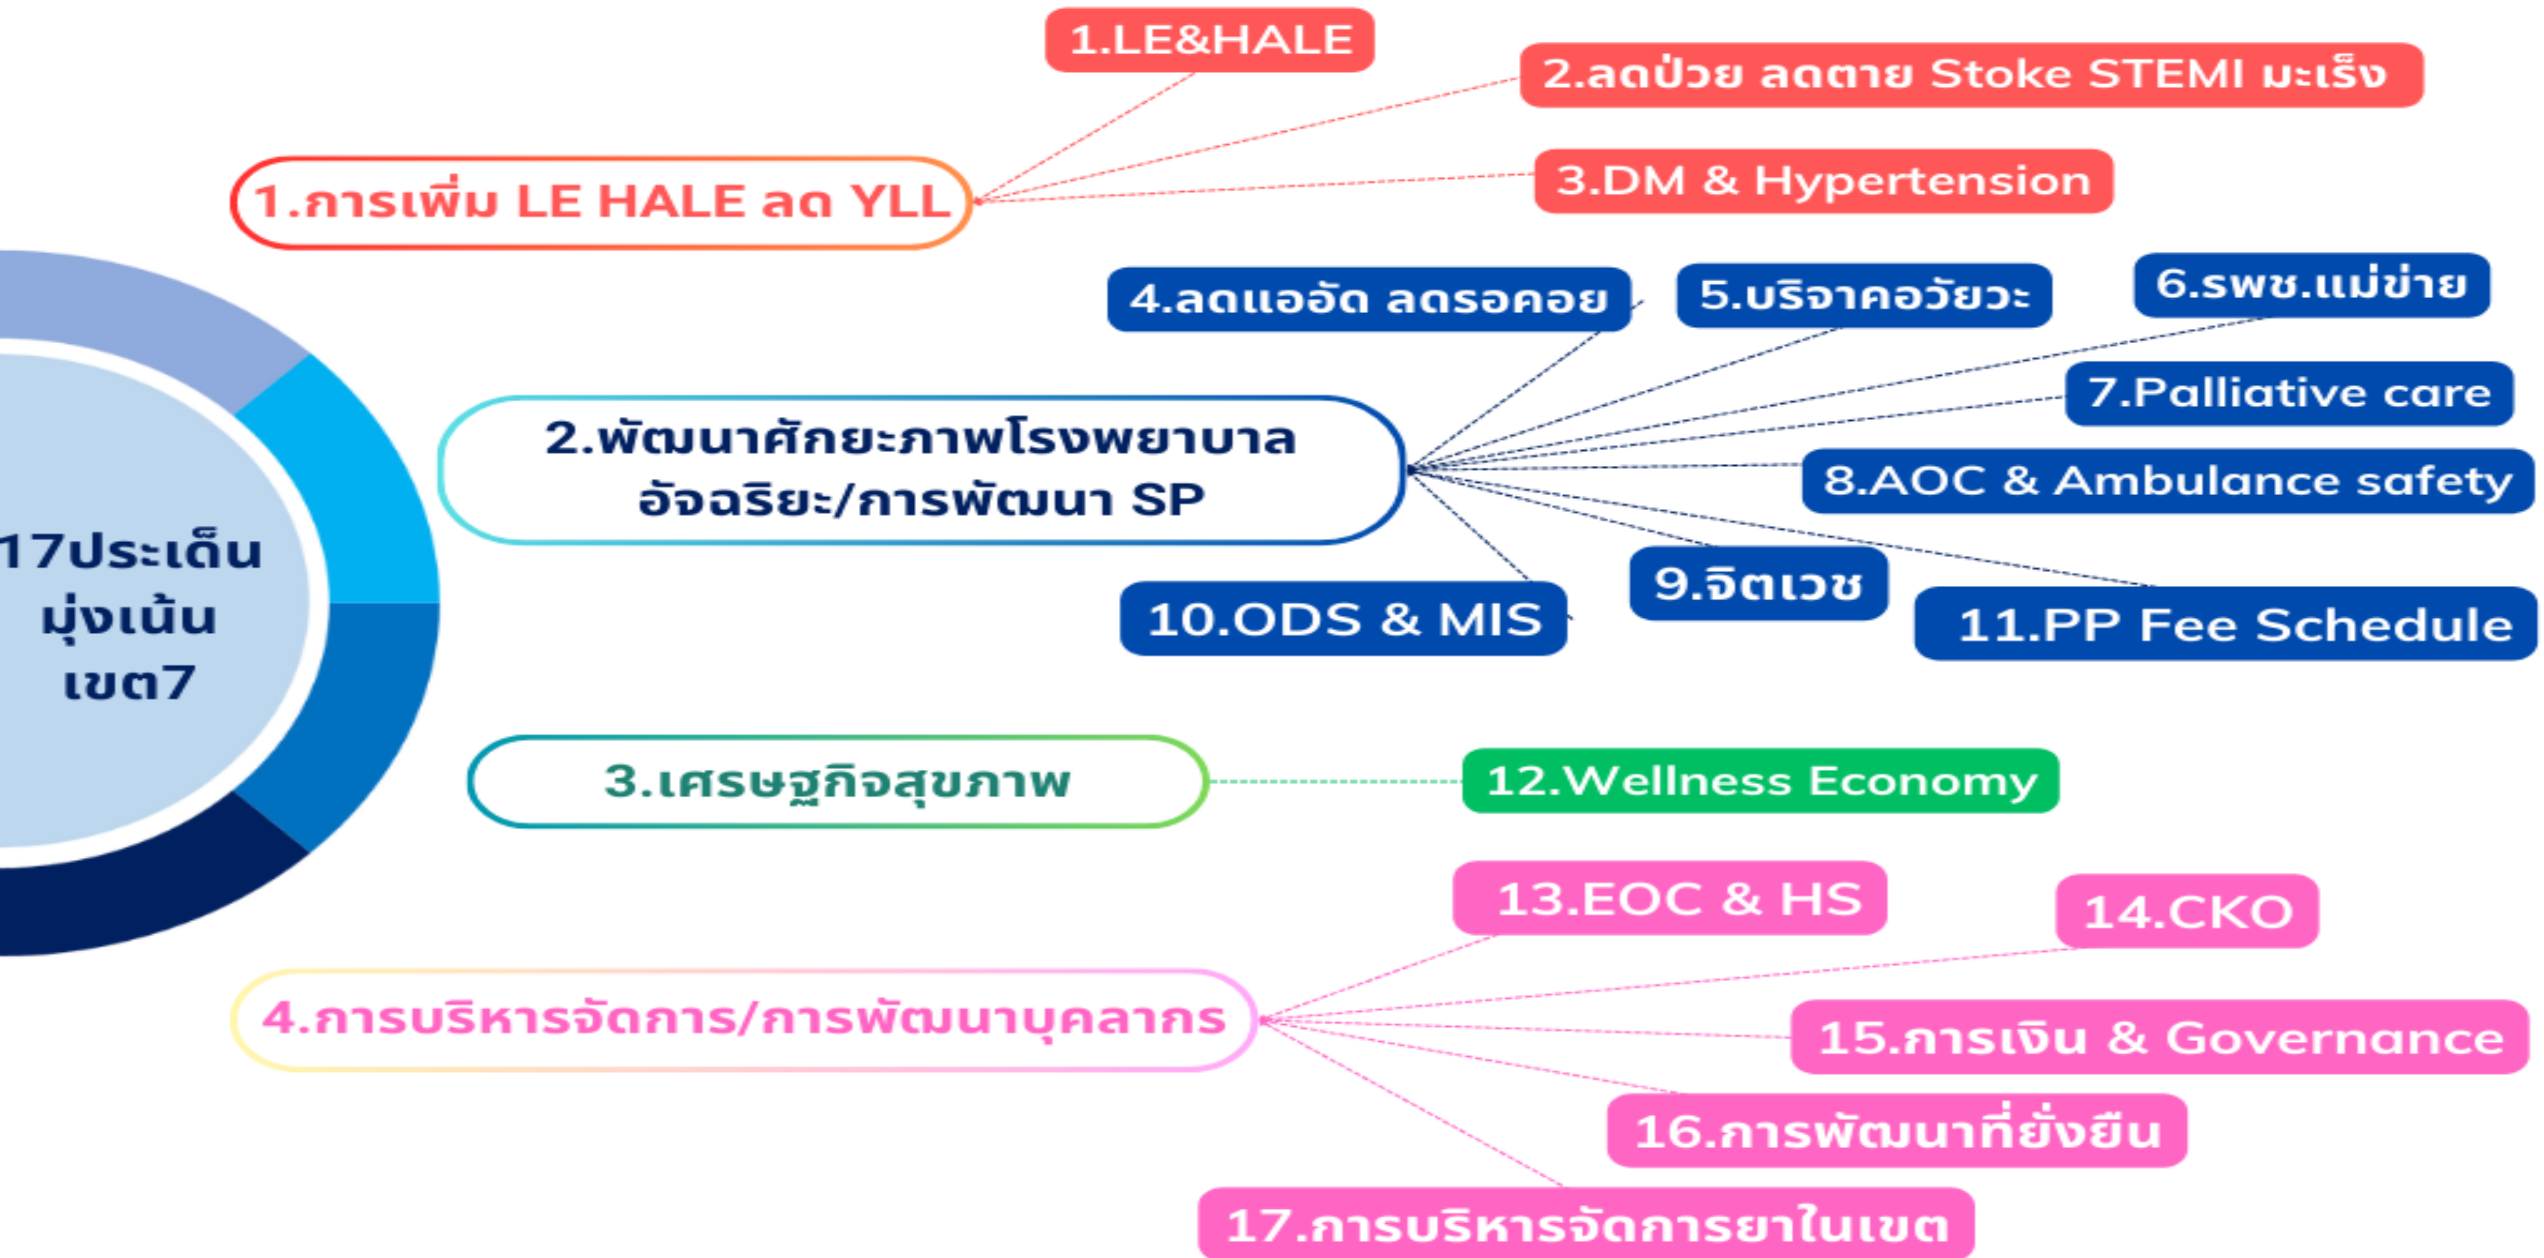 17ประเด็น
มุ่งเน้น
เขต7
1.การเพิ่ม LE HALE ลด YLL
1.LE&HALE
2.ลดป่วย ลดตาย Stoke STEMI มะเร็ง
3.DM & Hypertension
2.พัฒนาศักยะภาพโรงพยาบาล
อัจฉริยะ/การพัฒนา SP
4.ลดแออัด ลดรอคอย
5.บริจาคอวัยวะ
6.รพช.แม่ข่าย
7.Palliative care
8.AOC & Ambulance safety
9.จิตเวช
10.ODS & MIS
11.PP Fee Schedule
3.เศรษฐกิจสุขภาพ
12.Wellness Economy
4.การบริหารจัดการ/การพัฒนาบุคลากร
13.EOC & HS
14.CKO
15.การเงิน & Governance
16.การพัฒนาที่ยั่งยืน
17.การบริหารจัดการยาในเขต